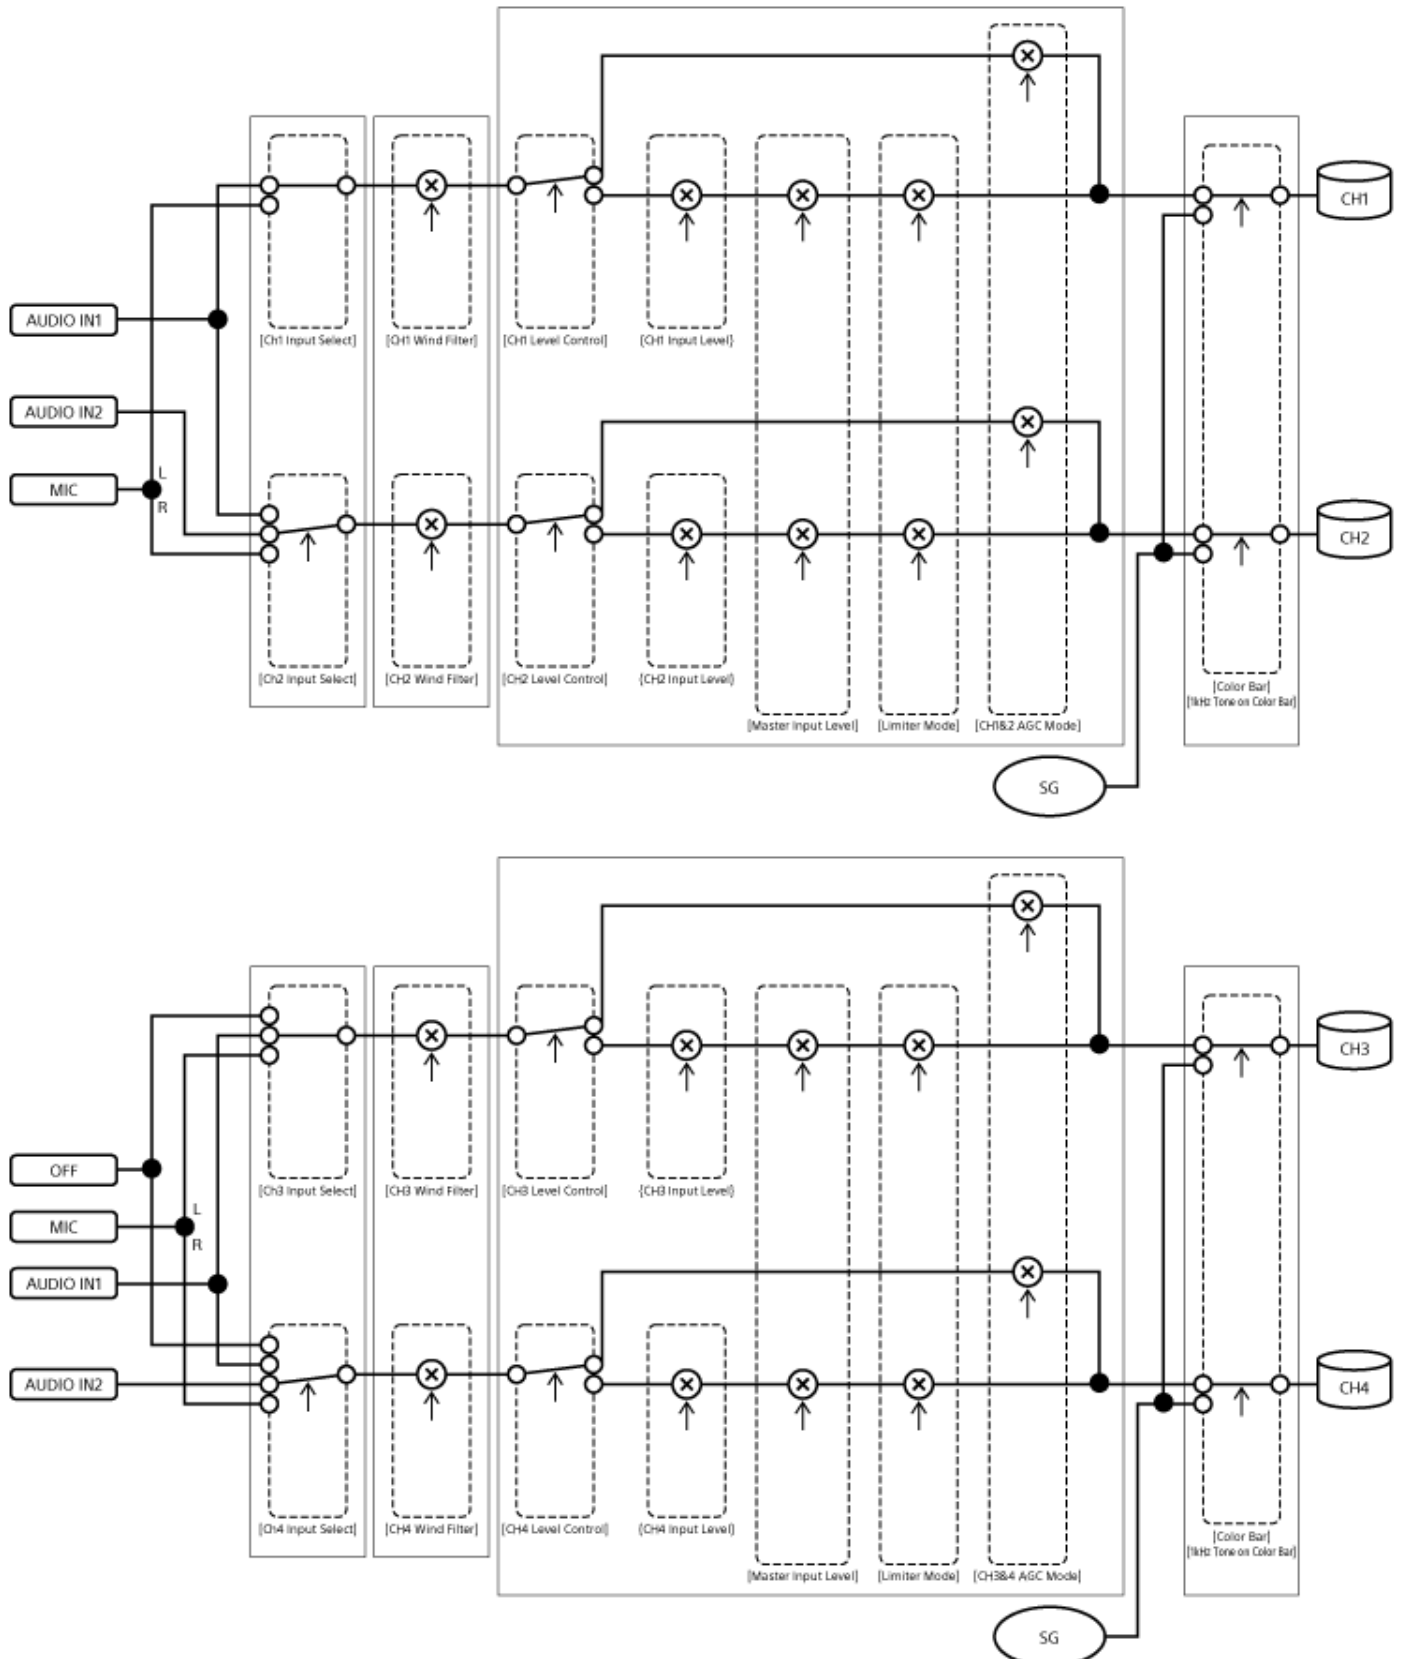 CH1
AUDIO IN1
[Ch1 Input Select]
[CH1 Wind Filter]
[CH1 Level Control]
[CH1 Input Level]
AUDIO IN2
L
MIC
R
CH2
[Ch2 Input Select]
[CH2 Wind Filter]
[CH2 Level Control]
[CH2 Input Level]
[Color Bar]
[1kHz Tone on Color Bar]
[Master Input Level]
[Limiter Mode]
[CH1&2 AGC Mode]
SG
CH3
OFF
[Ch3 Input Select]
[CH3 Wind Filter]
[CH3 Level Control]
[CH3 Input Level]
L
MIC
R
AUDIO IN1
AUDIO IN2
CH4
[Ch4 Input Select]
[CH4 Wind Filter]
[CH4 Level Control]
[CH4 Input Level]
[Color Bar]
[1kHz Tone on Color Bar]
[Master Input Level]
[Limiter Mode]
[CH3&4 AGC Mode]
SG